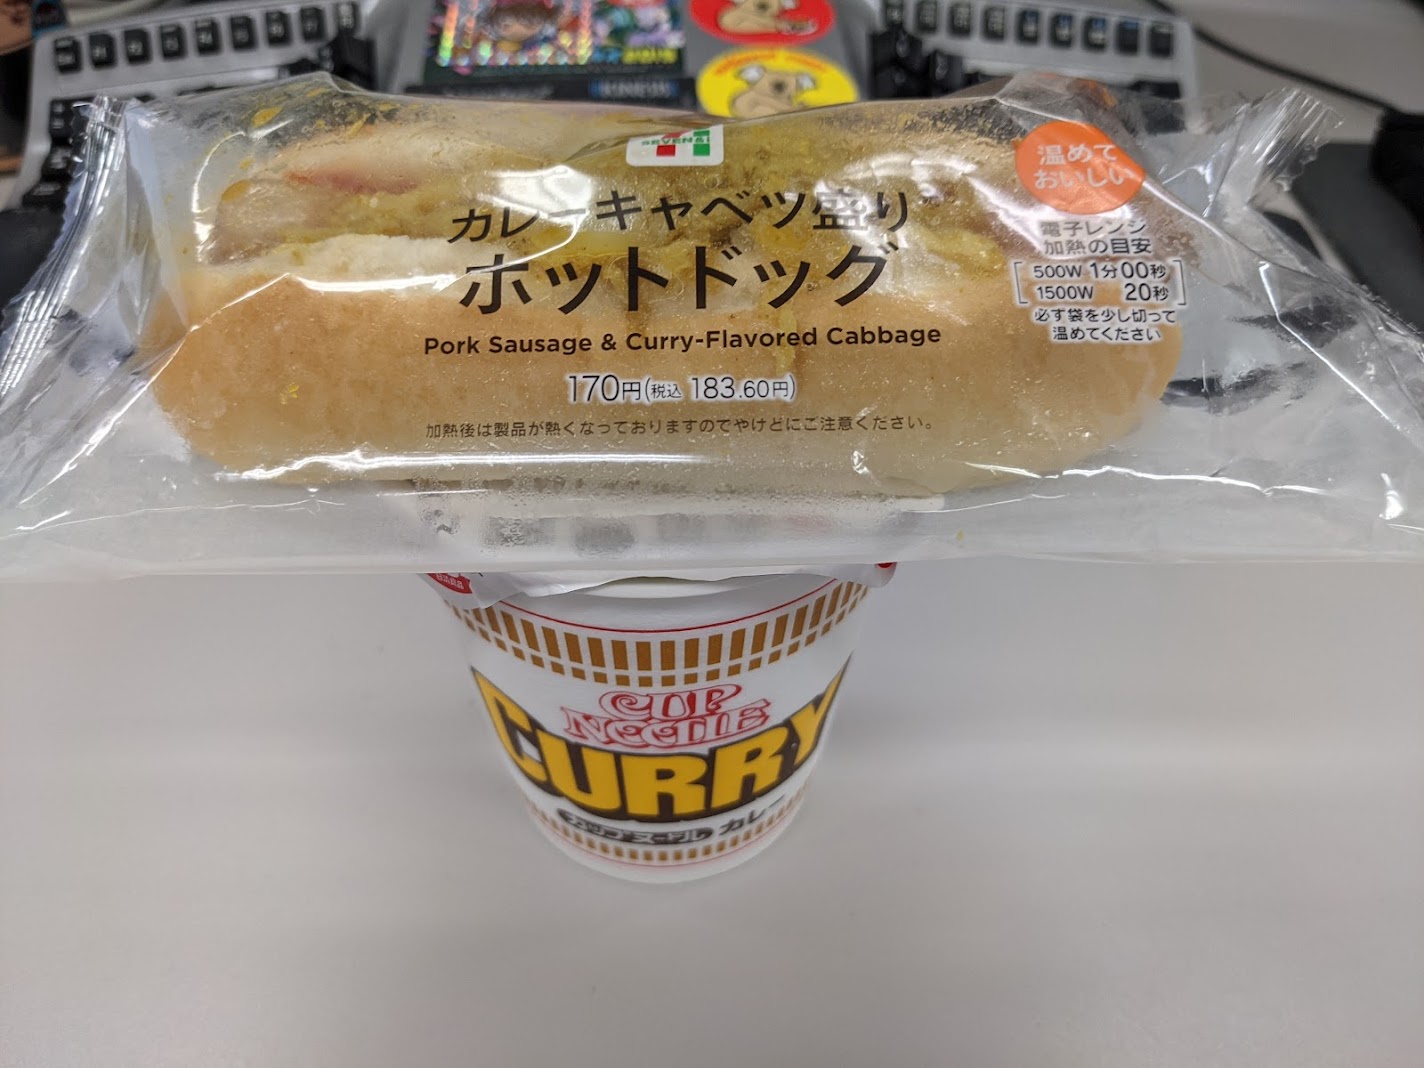 SEVEN&i
カレーキャベツ盛り
ホットドッグ
Pork Sausage & Curry-Flavored Cabbage
170円(税込 183.60円)
加熱後は製品が熱くなっておりますのでやけどにご注意ください。
温めて
おいしい
電子レンジ
加熱の目安
500W 1分00秒
1500W 20秒
必ず袋を少し切って
温めてください
CUP
NOODLE
CURRY
カップヌードル カレー